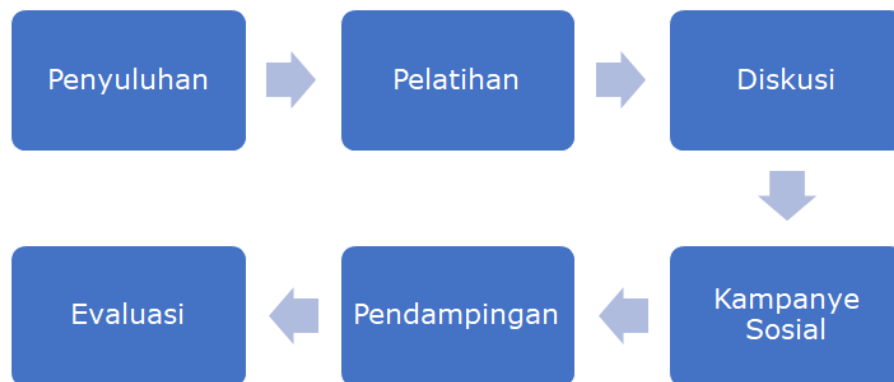 Penyuluhan
Pelatihan
Diskusi
Kampanye
Sosial
Pendampingan
Evaluasi